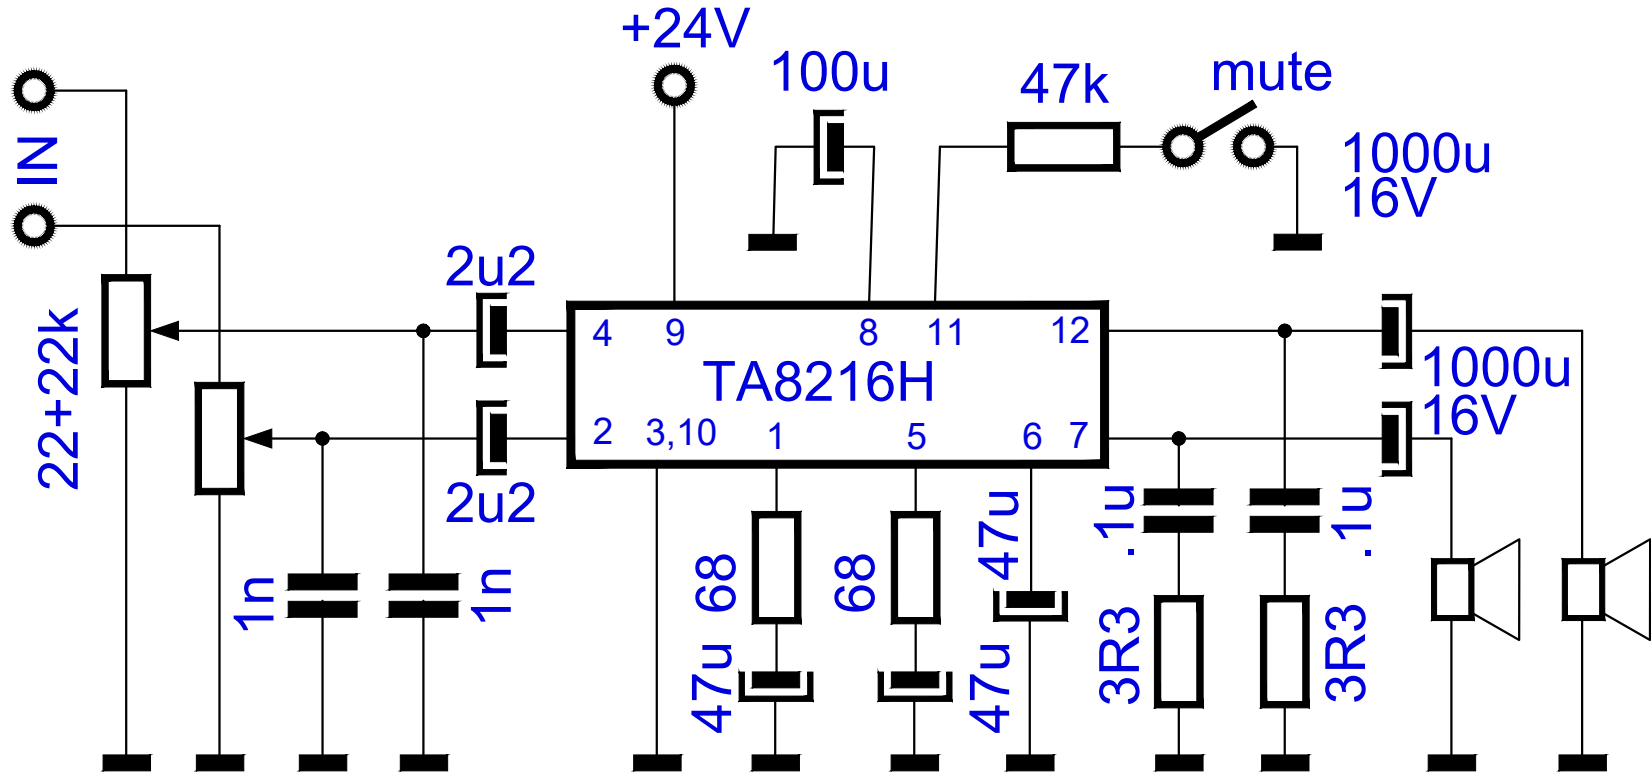 +24V
100u
47k
mute
IN
1000u
16V
2u2
22+22k
4
9
8
11
12
TA8216H
1000u
16V
2
3,10
1
5
6
7
2u2
1n
1n
68
47u
68
47u
47u
.1u
3R3
.1u
3R3